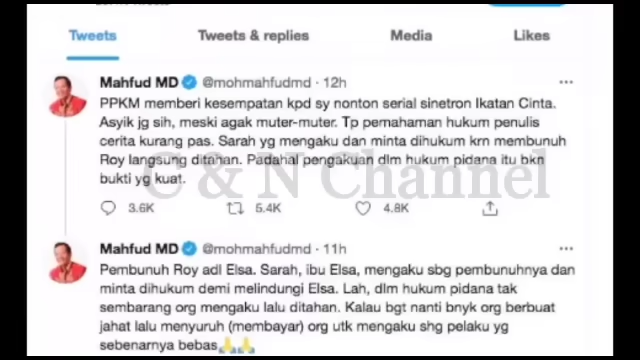 Tweets Tweets & replies Media Likes
Mahfud MD @mohmahfudmd · 12h
PPKM memberi kesempatan kpd sy nonton serial sinetron Ikatan Cinta.
Asyik jg sih, meski agak muter-muter. Tp pemahaman hukum penulis
cerita kurang pas. Sarah yg mengaku dan minta dihukum krn membunuh
Roy langsung ditahan. Padahal pengakuan dlm hukum pidana itu bkn
bukti yg kuat.
C & N Channel
3.6K 5.4K 4.8K
Mahfud MD @mohmahfudmd · 11h
Pembunuh Roy adl Elsa. Sarah, ibu Elsa, mengaku sbg pembunuhnya dan
minta dihukum demi melindungi Elsa. Lah, dlm hukum pidana tak
sembarang org mengaku lalu ditahan. Kalau bgt nanti bnyk org berbuat
jahat lalu menyuruh (membayar) org utk mengaku shg pelaku yg
sebenarnya bebas🙏🙏